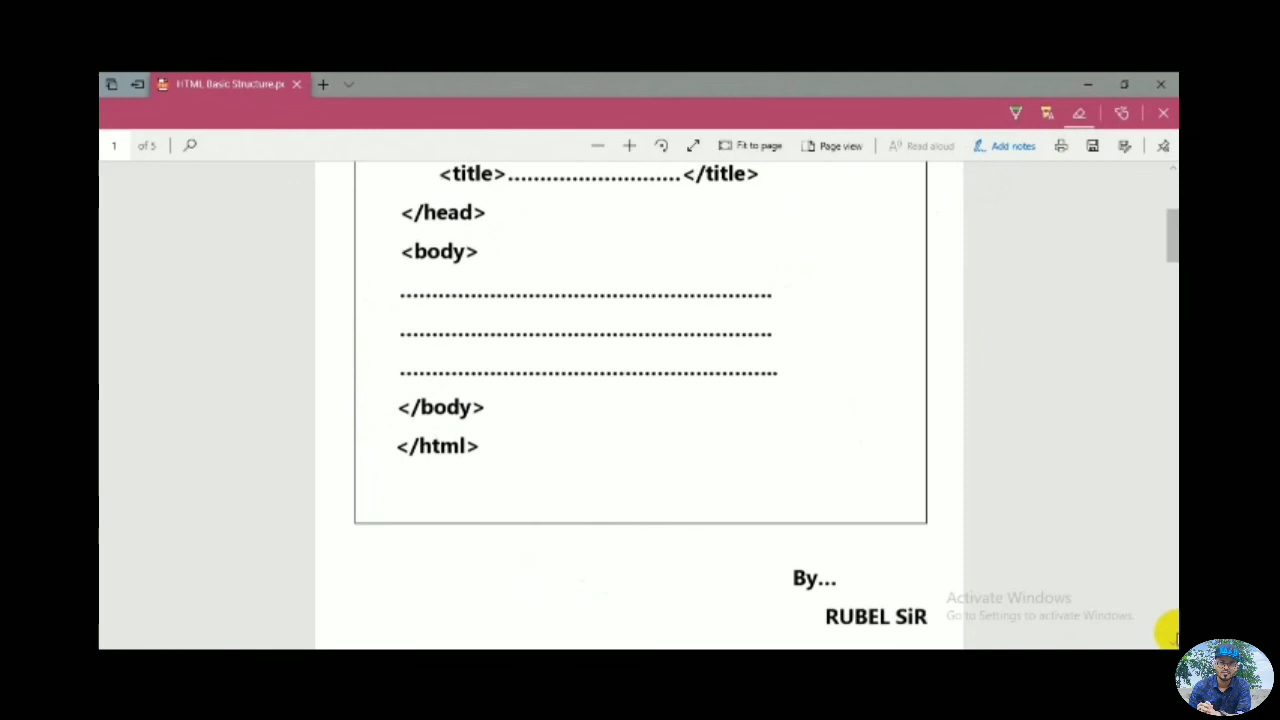 HTML Basic Structure.pc
1 of 5 Fit to page Page view Read aloud Add notes
<title>...........................</title>
</head>
<body>
..........................................................
..........................................................
...........................................................
</body>
</html>
By...
RUBEL SiR
Activate Windows
Go to Settings to activate Windows.